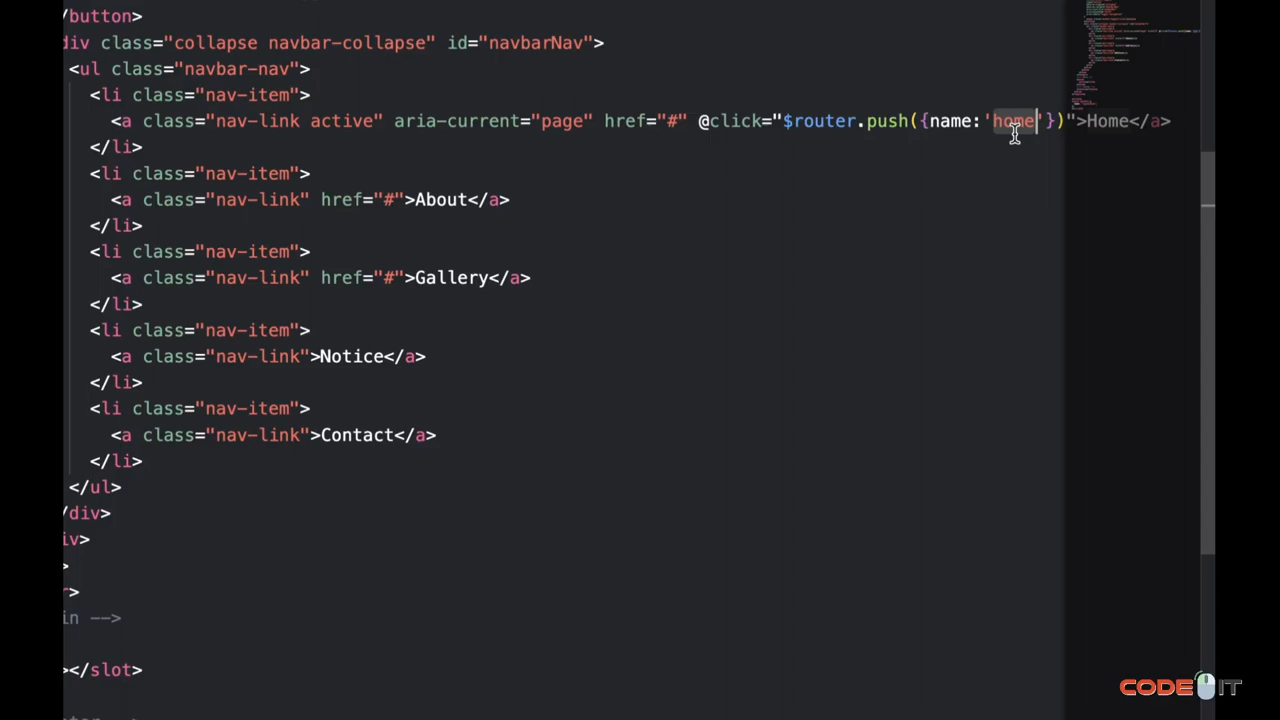 /button>
div class="collapse navbar-collapse" id="navbarNav">
<ul class="navbar-nav">
<li class="nav-item">
<a class="nav-link active" aria-current="page" href="#" @click="$router.push({name:'home'})">Home</a>
</li>
<li class="nav-item">
<a class="nav-link" href="#">About</a>
</li>
<li class="nav-item">
<a class="nav-link" href="#">Gallery</a>
</li>
<li class="nav-item">
<a class="nav-link">Notice</a>
</li>
<li class="nav-item">
<a class="nav-link">Contact</a>
</li>
</ul>
/div>
iv>
>
r>
in -->
></slot>
CODE IT